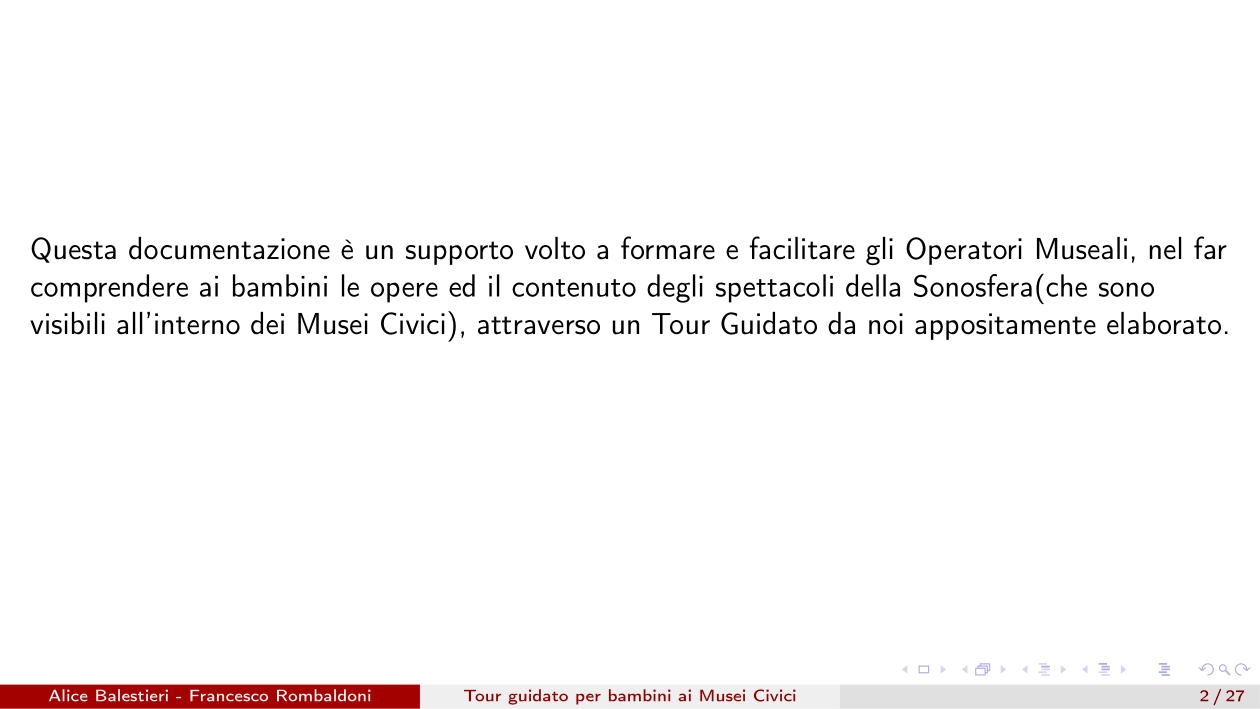 Questa documentazione è un supporto volto a formare e facilitare gli Operatori Museali, nel far
comprendere ai bambini le opere ed il contenuto degli spettacoli della Sonosfera(che sono
visibili all'interno dei Musei Civici), attraverso un Tour Guidato da noi appositamente elaborato.
Alice Balestieri - Francesco Rombaldoni
Tour guidato per bambini ai Musei Civici
2 / 27